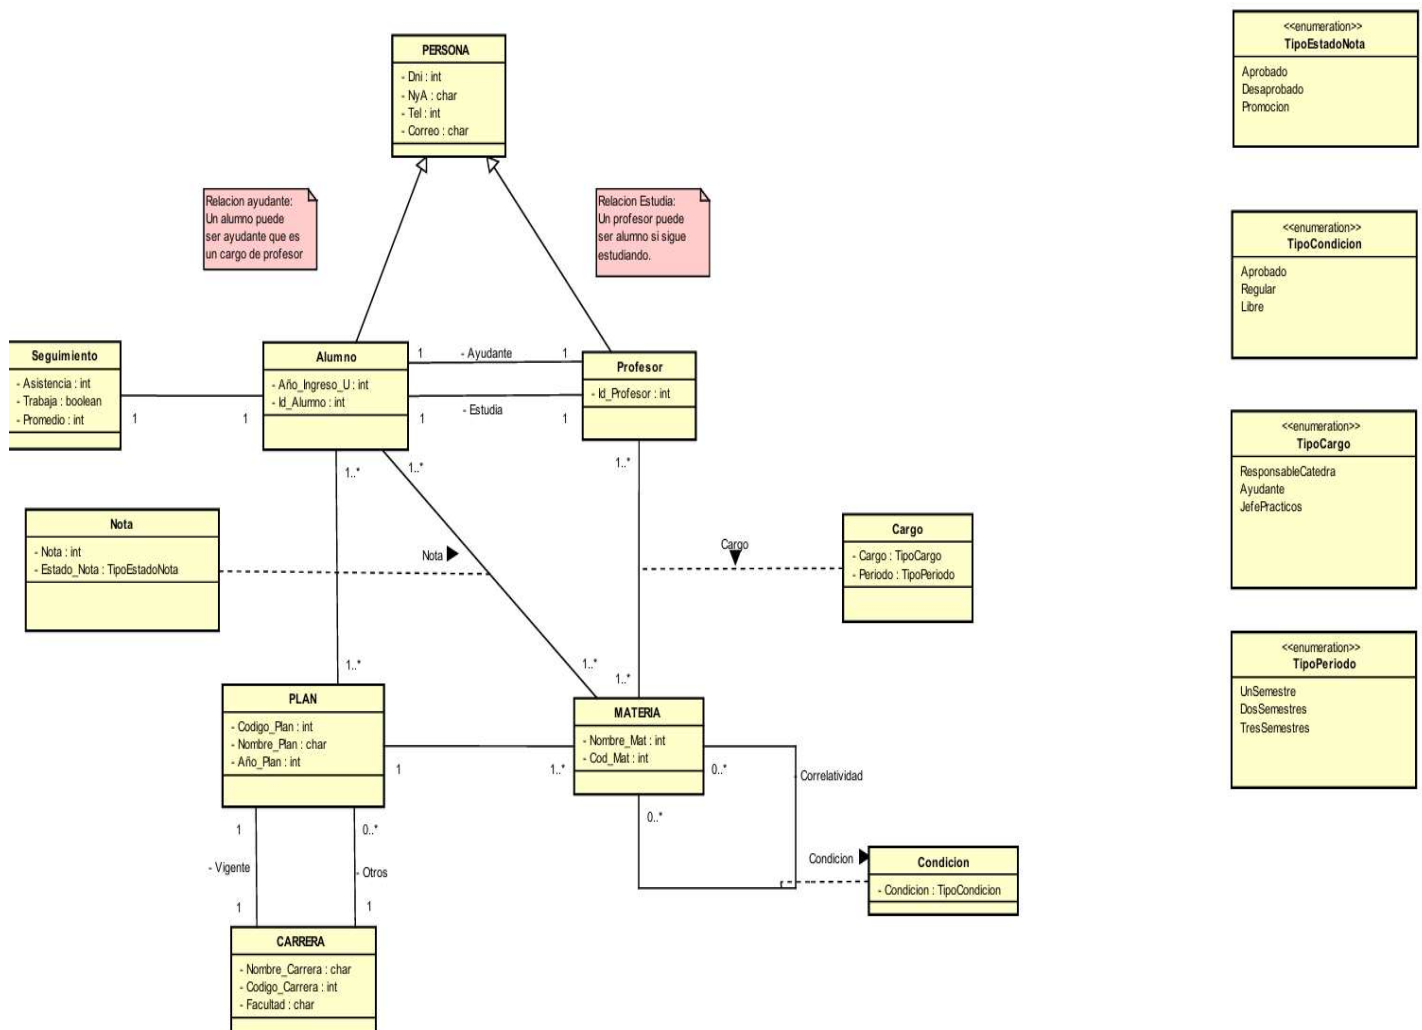 PERSONA
- Dni : int
- NyA : char
- Tel : int
- Correo : char
<<enumeration>>
TipoEstadoNota
Aprobado
Desaprobado
Promocion
Relacion ayudante:
Un alumno puede
ser ayudante que es
un cargo de profesor
Relacion Estudia:
Un profesor puede
ser alumno si sigue
estudiando.
<<enumeration>>
TipoCondicion
Aprobado
Regular
Libre
Seguimiento
- Asistencia : int
- Trabaja : boolean
- Promedio : int
1
1
Alumno
- Año_Ingreso_U : int
- Id_Alumno : int
1
- Ayudante
1
1
- Estudia
1
Profesor
- Id_Profesor : int
<<enumeration>>
TipoCargo
ResponsableCatedra
Ayudante
JefePracticos
1..*
1..*
1..*
Nota
- Nota : int
- Estado_Nota : TipoEstadoNota
Nota
Cargo
Cargo
- Cargo : TipoCargo
- Periodo : TipoPeriodo
<<enumeration>>
TipoPeriodo
UnSemestre
DosSemestres
TresSemestres
1..*
1..*
1..*
PLAN
- Codigo_Plan : int
- Nombre_Plan : char
- Año_Plan : int
1
1..*
MATERIA
- Nombre_Mat : int
- Cod_Mat : int
0..*
Correlatividad
0..*
1
0..*
- Vigente
- Otros
1
1
Condicion
Condicion
- Condicion : TipoCondicion
CARRERA
- Nombre_Carrera : char
- Codigo_Carrera : int
- Facultad : char